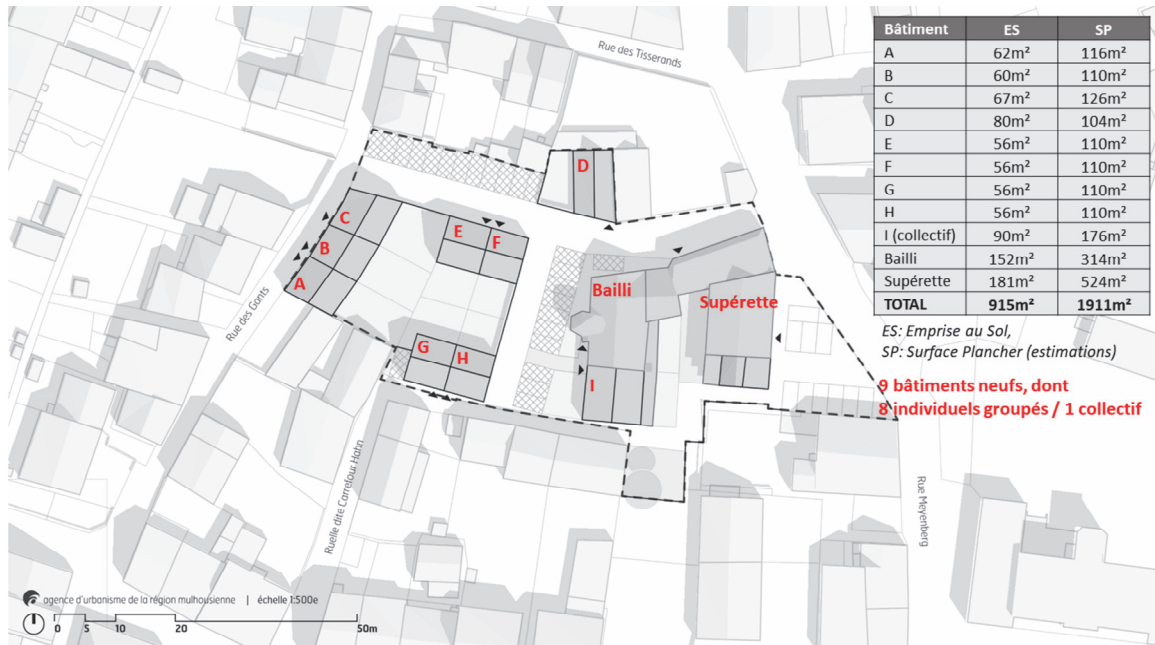 Rue des Tisserands
Bâtiment ES SP
A 62m² 116m²
B 60m² 110m²
C 67m² 126m²
D 80m² 104m²
E 56m² 110m²
F 56m² 110m²
G 56m² 110m²
H 56m² 110m²
I (collectif) 90m² 176m²
Bailli 152m² 314m²
Supérette 181m² 524m²
TOTAL 915m² 1911m²
ES: Emprise au Sol,
SP: Surface Plancher (estimations)
9 bâtiments neufs, dont
8 individuels groupés / 1 collectif
D
C
B
A
E
F
Bailli
Supérette
G
H
I
Rue des Gonts
Ruelle dite Carrefour Hahn
Rue Meyenberg
agence d'urbanisme de la région mulhousienne | échelle 1:500e
0 5 10 20 50m